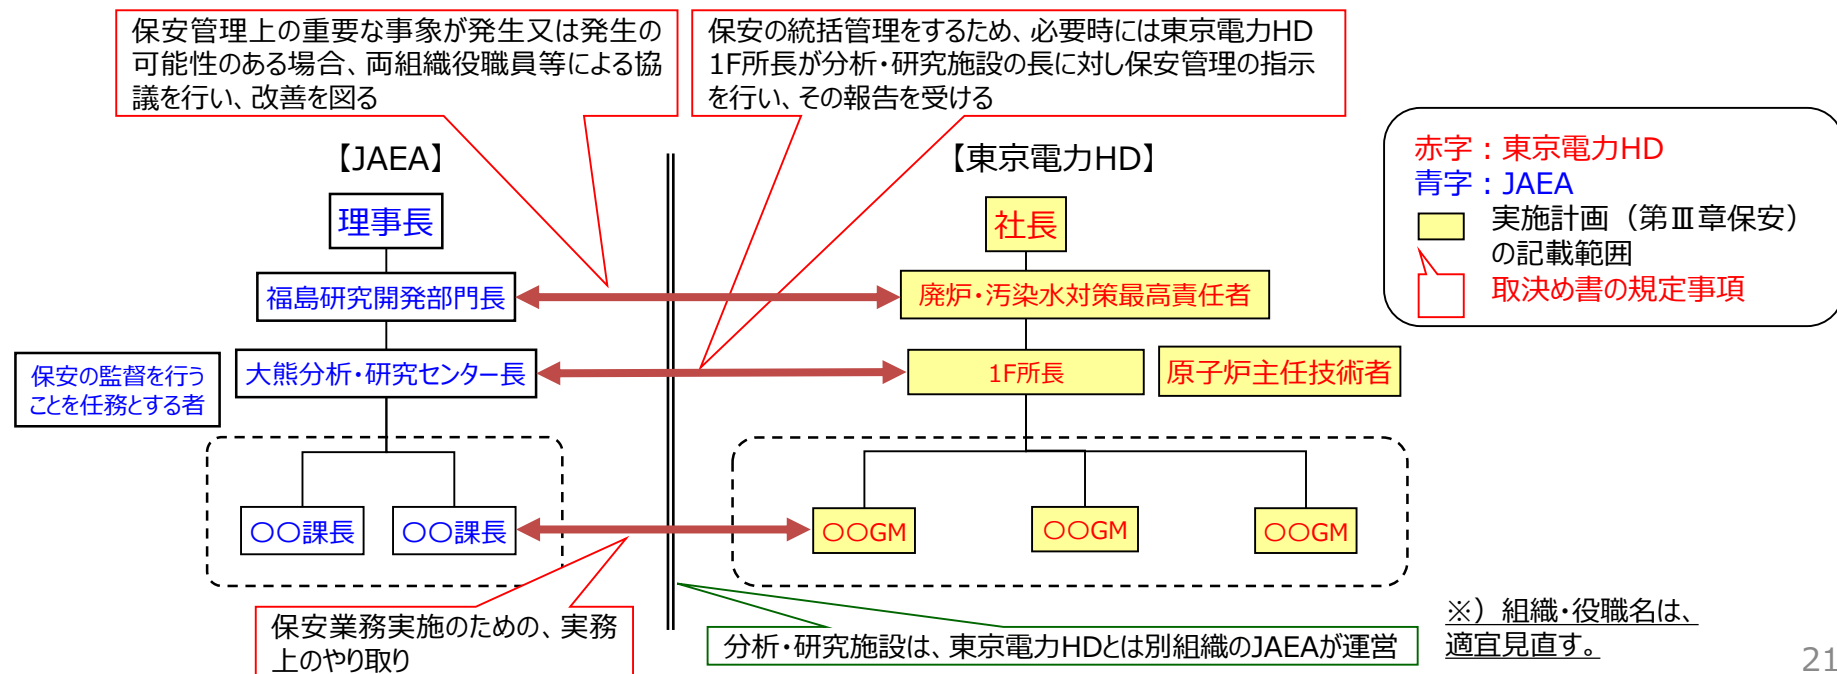 保安管理上の重要な事象が発生又は発生の
可能性のある場合、両組織役職員等による協
議を行い、改善を図る
保安の統括管理をするため、必要時には東京電力HD
1F所長が分析・研究施設の長に対し保安管理の指示
を行い、その報告を受ける
赤字：東京電力HD
青字：JAEA
実施計画（第Ⅲ章保安）
の記載範囲
取決め書の規定事項
【JAEA】
【東京電力HD】
理事長
社長
福島研究開発部門長
廃炉・汚染水対策最高責任者
保安の監督を行う
ことを任務とする者
大熊分析・研究センター長
1F所長
原子炉主任技術者
〇〇課長
〇〇課長
〇〇GM
〇〇GM
〇〇GM
保安業務実施のための、実務
上のやり取り
分析・研究施設は、東京電力HDとは別組織のJAEAが運営
※）組織・役職名は、
適宜見直す。
21